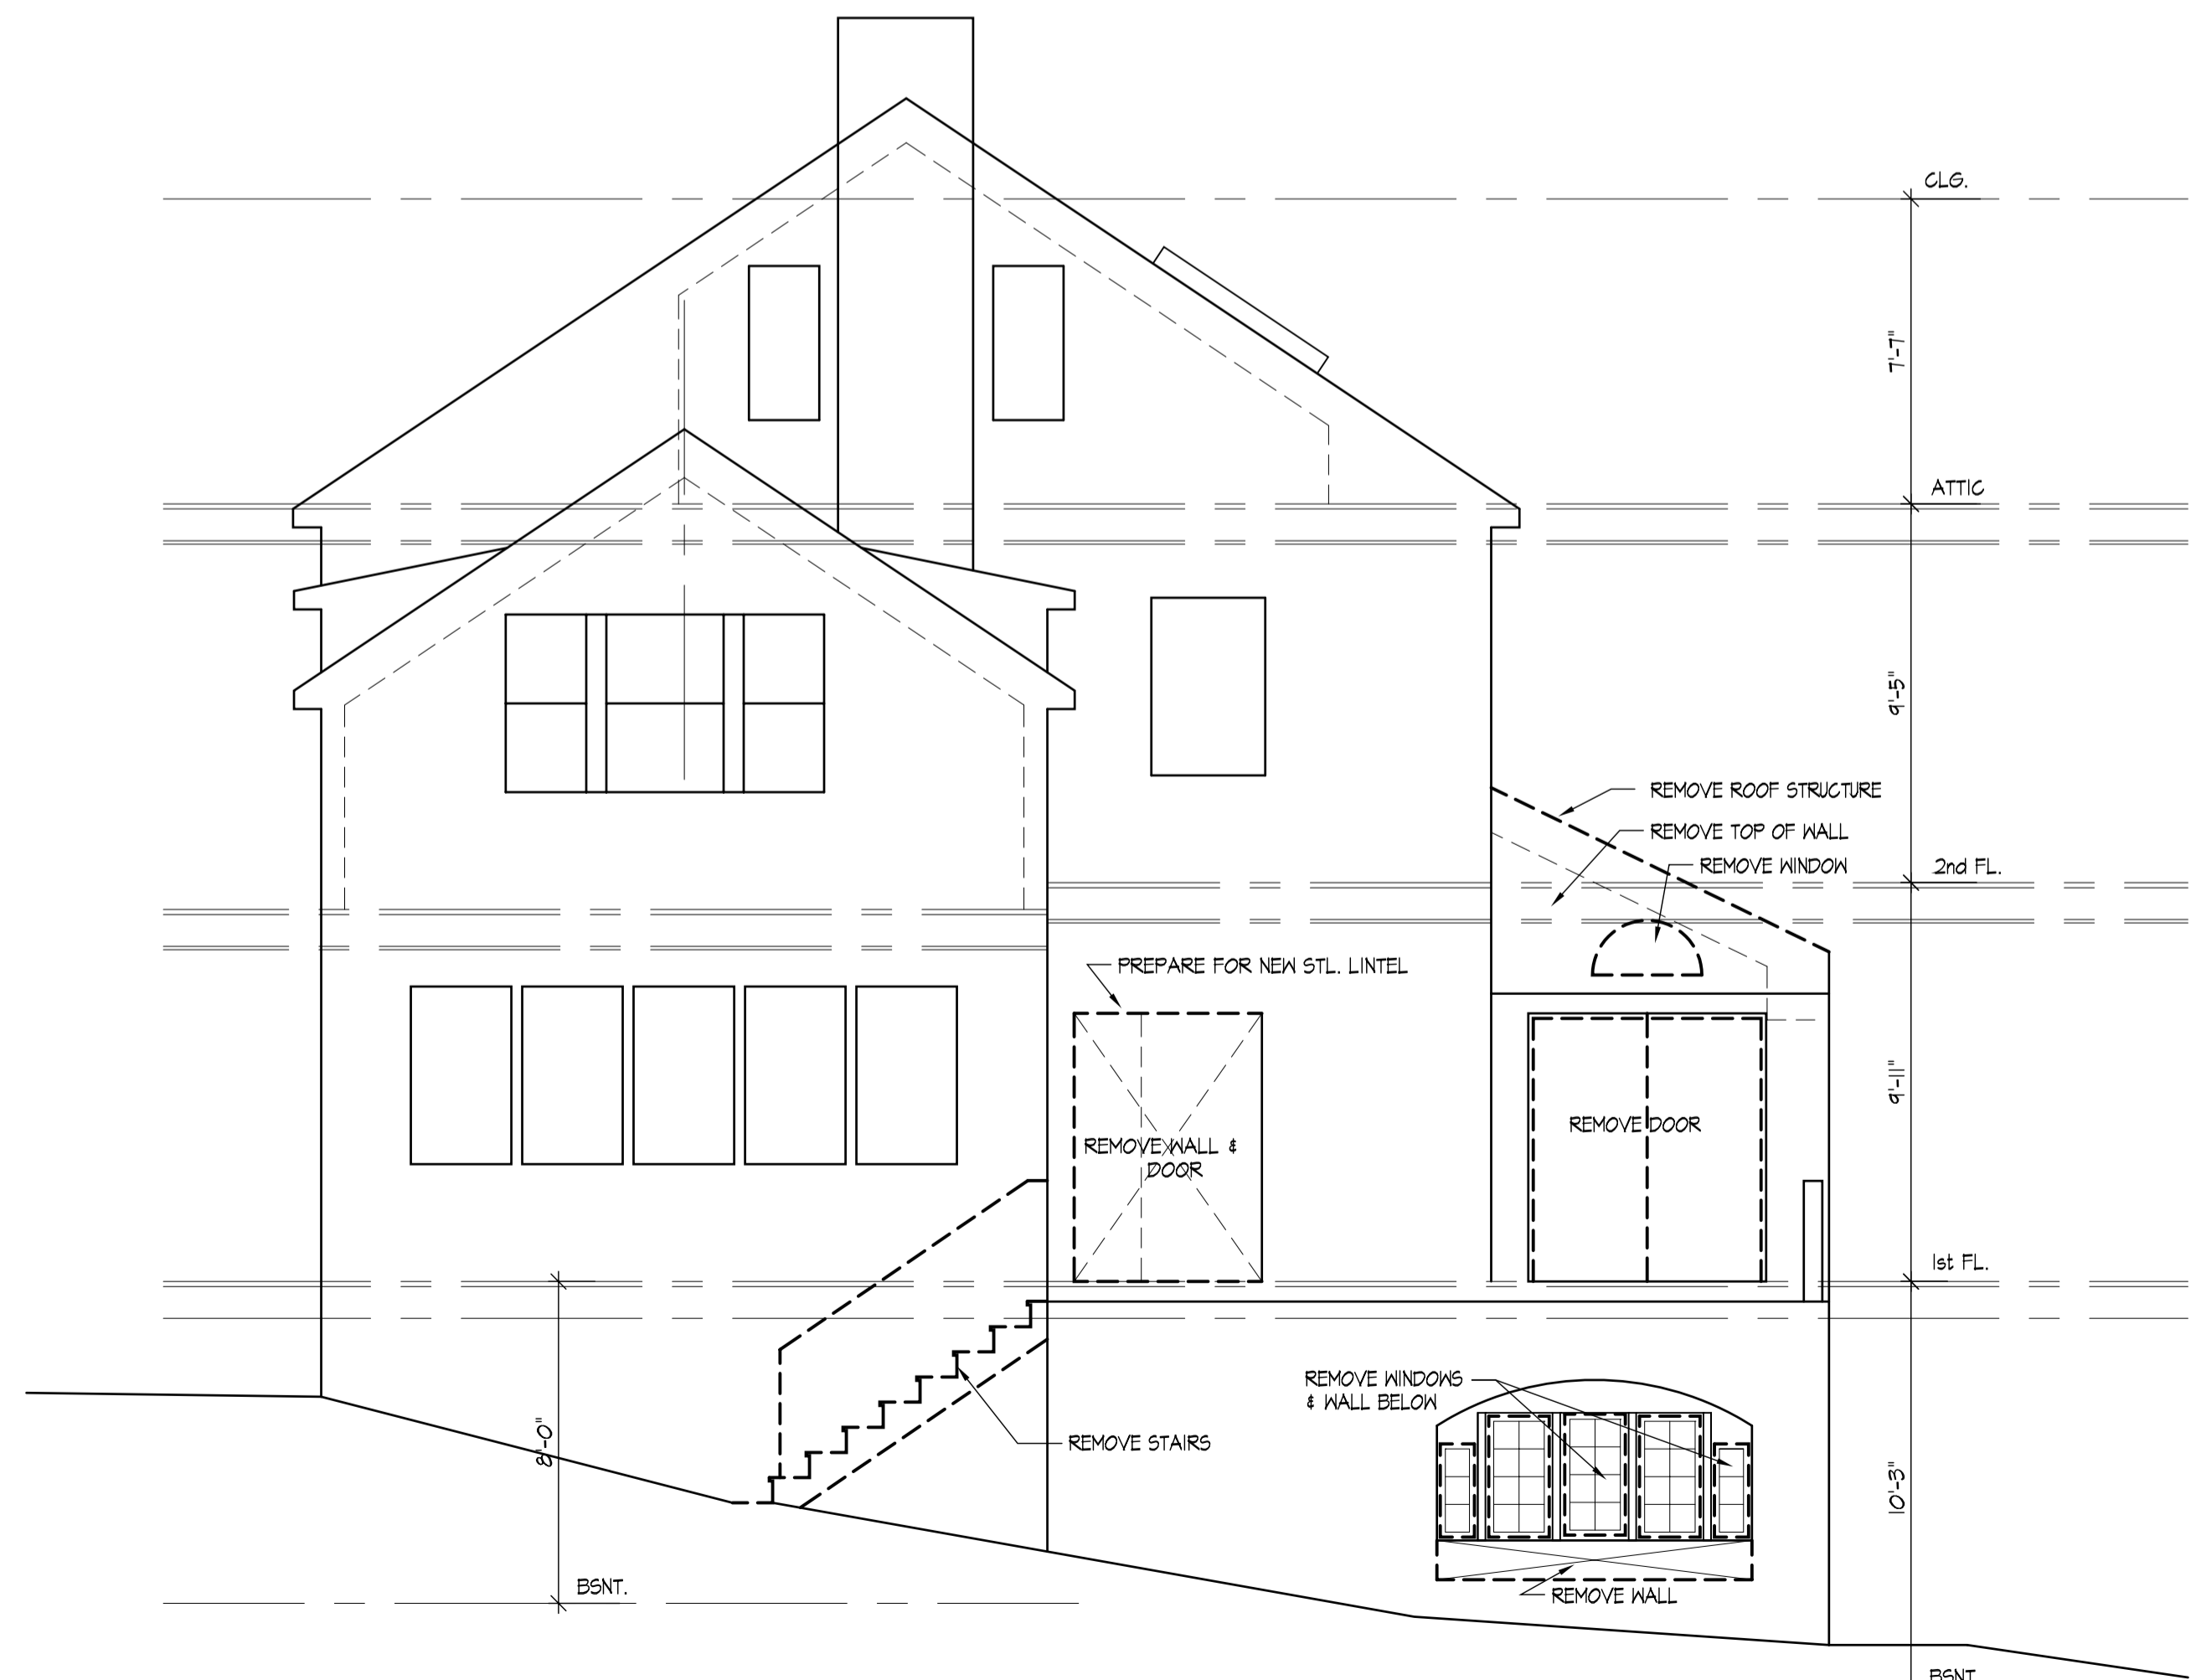 CLG.
7'-7"
ATTIC
9'-5"
REMOVE ROOF STRUCTURE
REMOVE TOP OF WALL
REMOVE WINDOW
2nd FL.
PREPARE FOR NEW STL. LINTEL
9'-11"
REMOVE DOOR
REMOVE WALL &
DOOR
1st FL.
REMOVE WINDOWS
& WALL BELOW
8'-0"
REMOVE STAIRS
10'-3"
BSNT.
REMOVE WALL
BSNT.